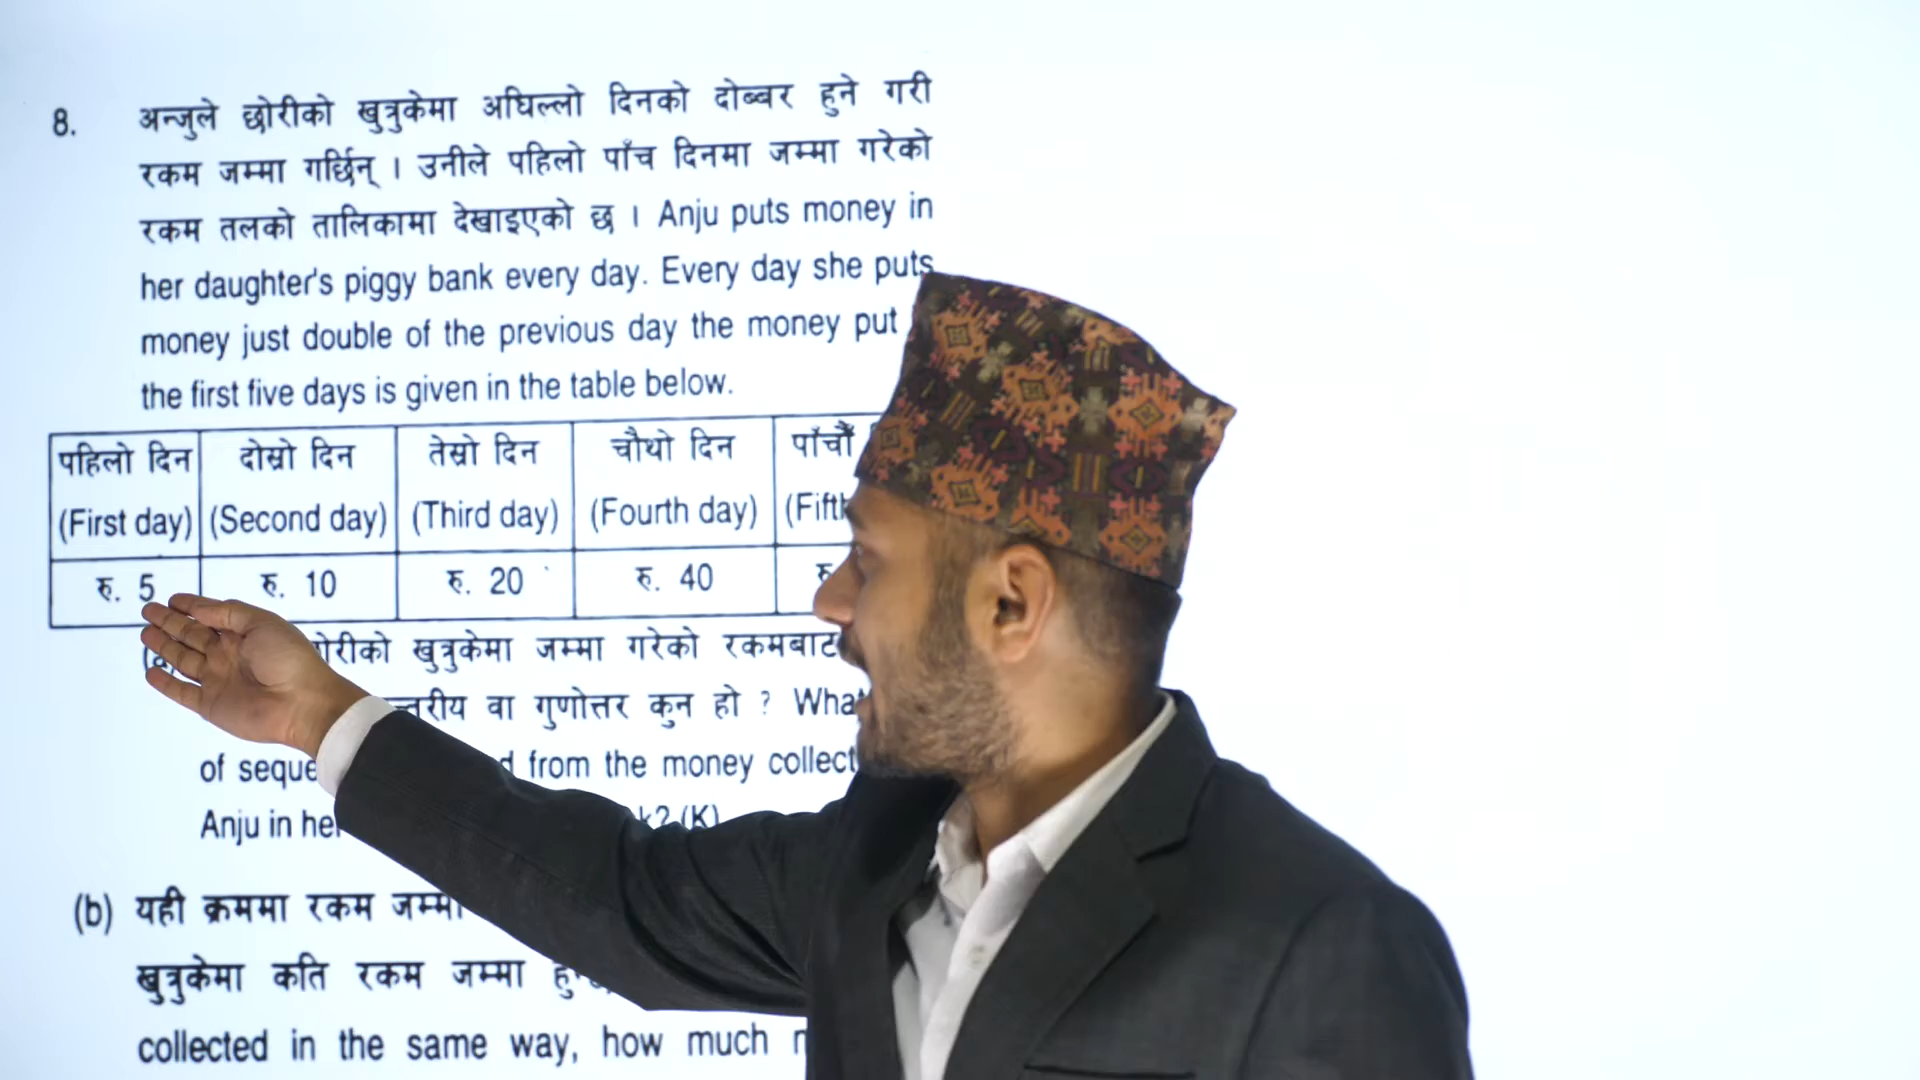 8. अन्जुले छोरीको खुत्रुकेमा अघिल्लो दिनको दोब्बर हुने गरी
रकम जम्मा गर्छिन् । उनीले पहिलो पाँच दिनमा जम्मा गरेको
रकम तलको तालिकामा देखाइएको छ । Anju puts money in
her daughter's piggy bank every day. Every day she puts
money just double of the previous day the money put
the first five days is given in the table below.
पहिलो दिन दोस्रो दिन तेस्रो दिन चौथो दिन पाँचौँ
(First day) (Second day) (Third day) (Fourth day)
रु. 5 रु. 10 रु. 20 रु. 40 रु.
खुत्रुकेमा जम्मा गरेको रकमबाट
वा गुणोत्तर कुन हो ? What
of from the money
Anju in (K)
(b) यही क्रममा रकम जम्मा
खुत्रुकेमा कति रकम जम्मा
collected in the same way, how much